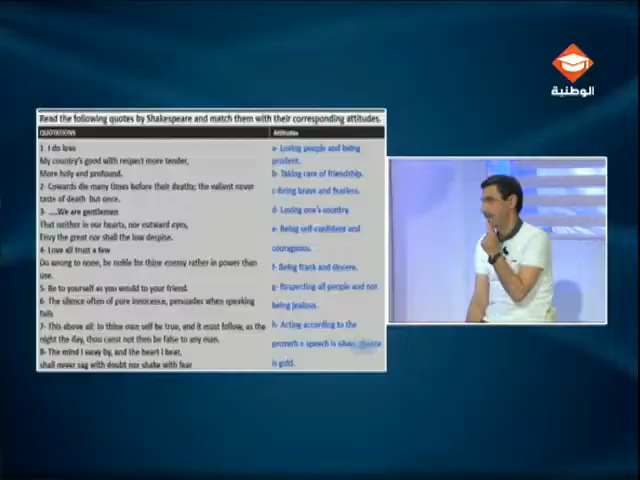 الوطنية
Read the following quotes by Shakespeare and match them with their corresponding attitudes.
QUOTATIONS
1 I do love
My country's good with respect more tender,
More holy and profound.
2- Cowards die many times before their deaths; the valient never
taste of death but once.
3- ....We are gentlemen
That neither in our hearts, nor outward eyes,
Envy the great nor shall the low despise.
4- Love all trust a few
Do wrong to none, be noble for thine enemy rather in power than
use.
5- Be to yourself as you would to your friend.
6- The silence often of pure innocence, persuades when speaking
fails
7- This above all: to thine own self be true, and it must follow, as the
night the day, thou canst not then be false to any man.
8- The mind I sway by, and the heart I bear,
shall never sag with doubt nor shake with fear
Attitudes
a- Loving people and being
prudent.
b- Taking care of friendship.
c-Being brave and fearless.
d- Loving one's country.
e- Being self-confident and
courageous.
f- Being frank and sincere.
g- Respecting all people and not
being jealous.
h- Acting according to the
proverb « speech is silver, silence
is gold.